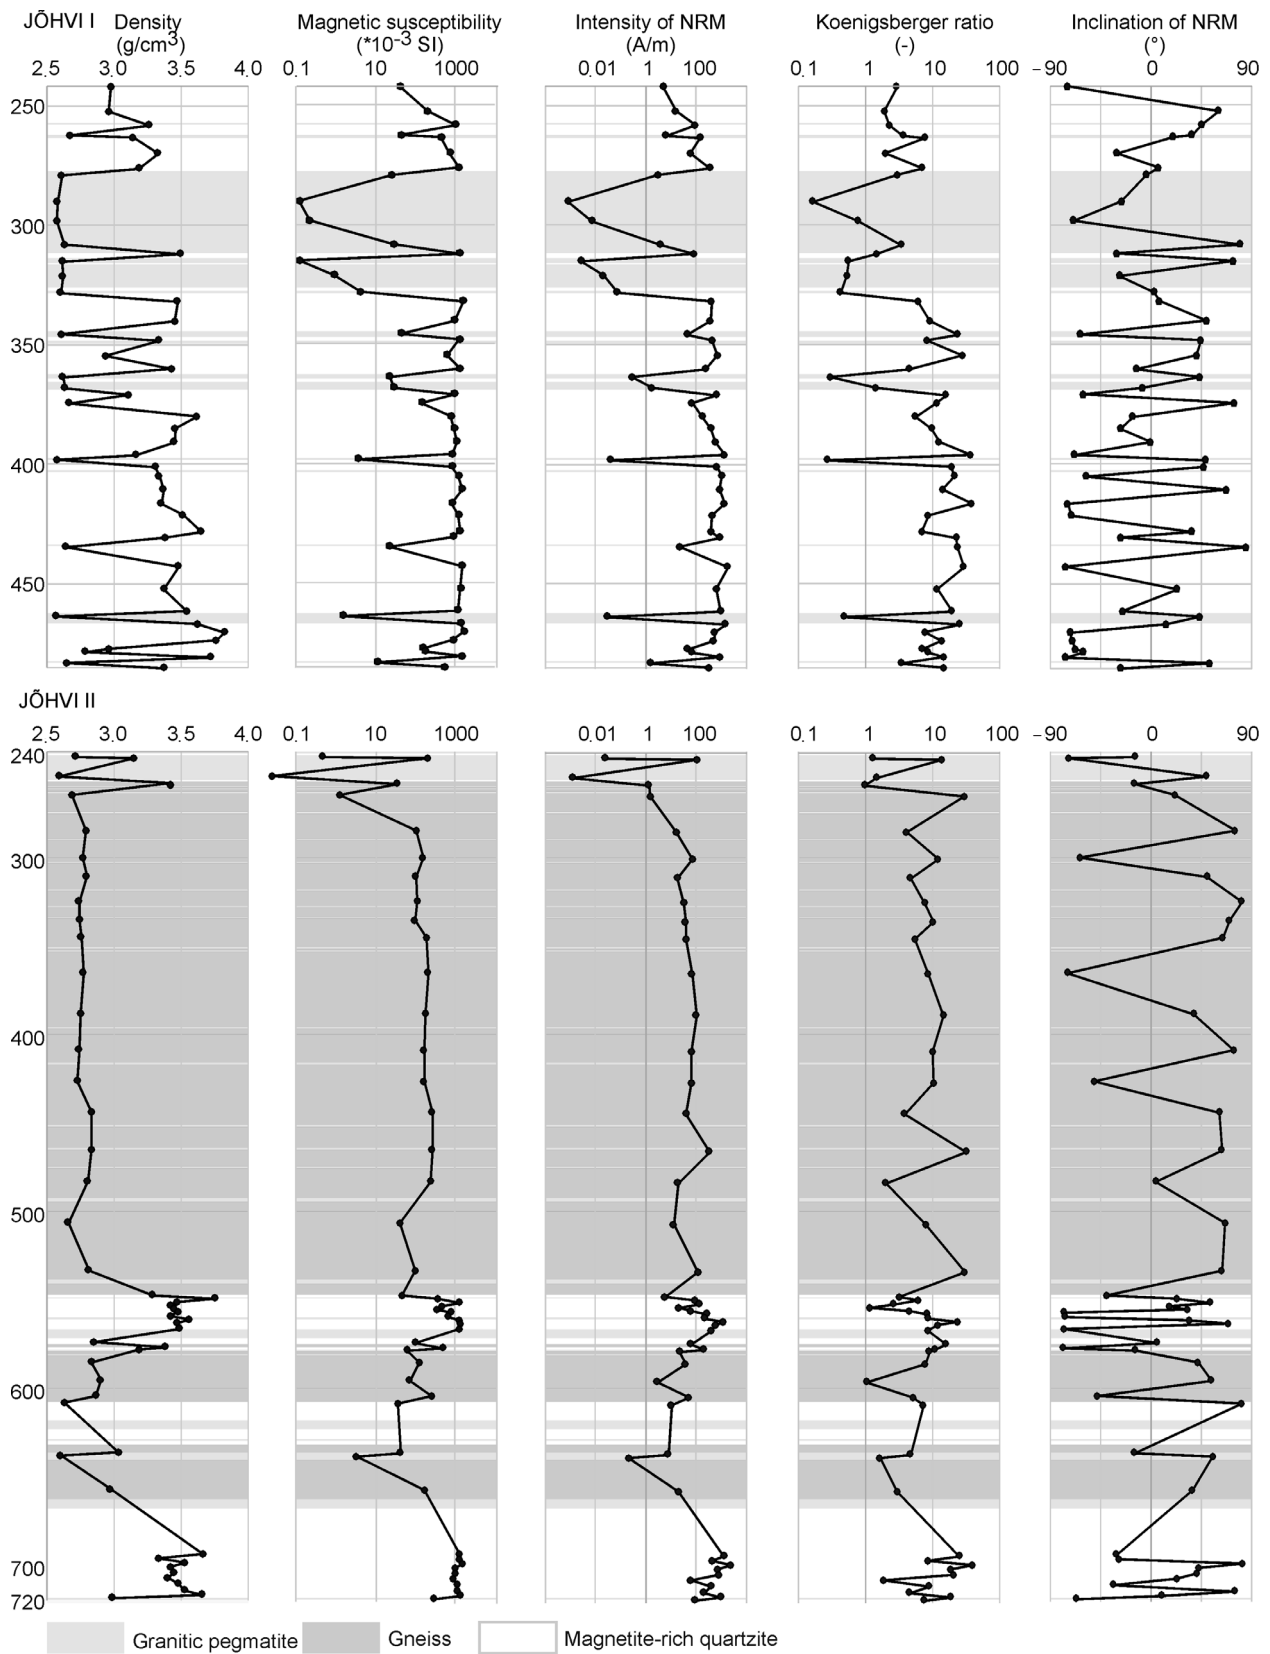 JÕHVI I Density Magnetic susceptibility Intensity of NRM Koenigsberger ratio Inclination of NRM
(g/cm3) (*10-3 SI) (A/m) (-) (°)
2.5 3.0 3.5 4.0 0.1 10 1000 0.01 1 100 0.1 1 10 100 −90 0 90
250
300
350
400
450
JÕHVI II
2.5 3.0 3.5 4.0 0.1 10 1000 0.01 1 100 0.1 1 10 100 −90 0 90
240
300
400
500
600
700
720
Granitic pegmatite Gneiss Magnetite-rich quartzite